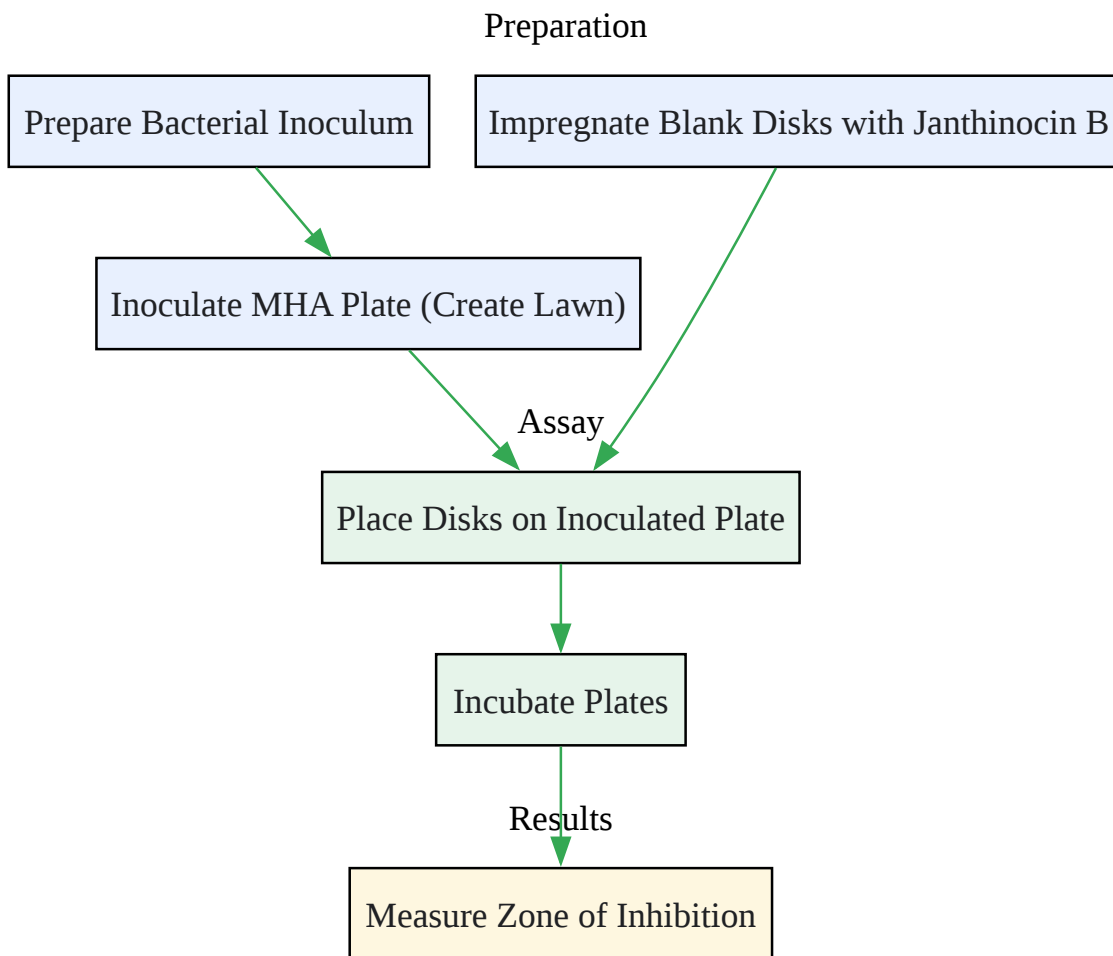 Preparation
Prepare Bacterial Inoculum
Impregnate Blank Disks with Janthinocin B
Inoculate MHA Plate (Create Lawn)
Assay
Place Disks on Inoculated Plate
Incubate Plates
Results
Measure Zone of Inhibition